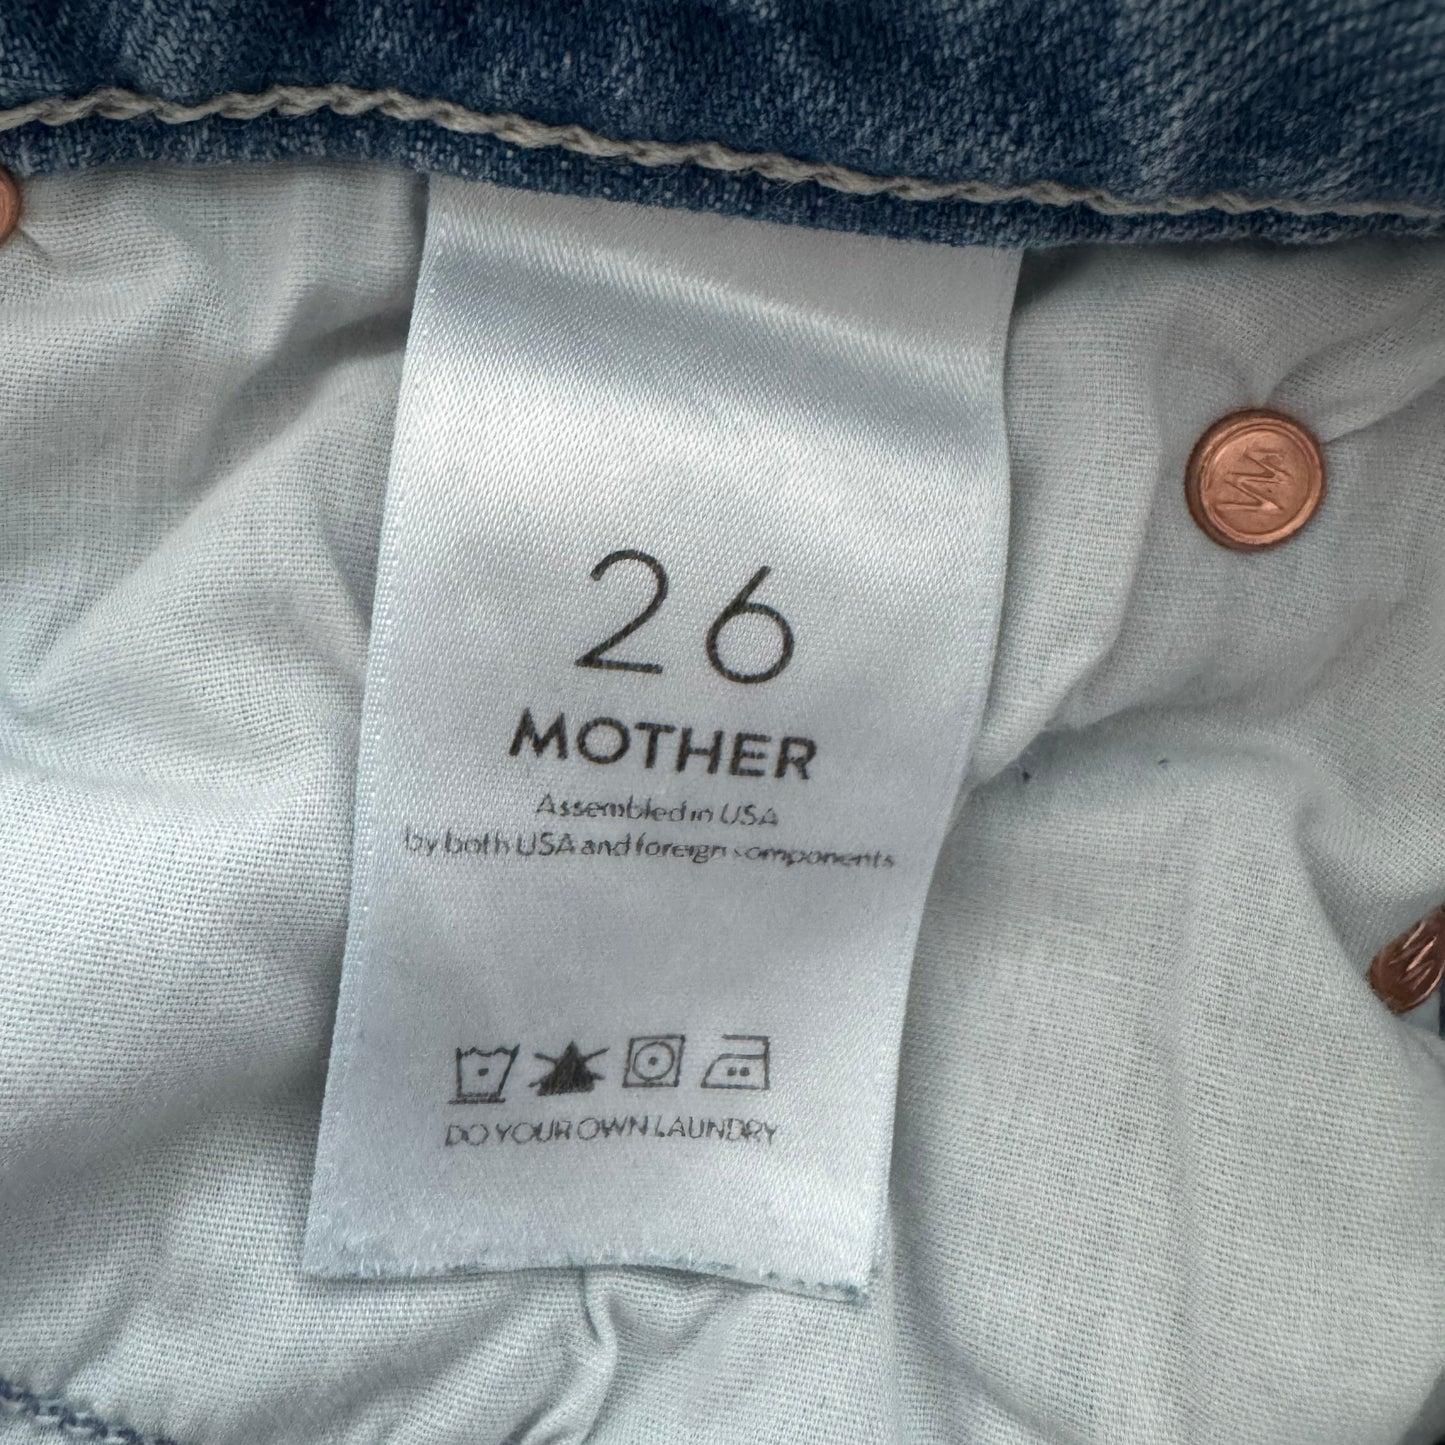 26
MOTHER
Assembled in USA
by both USA and foreign components
DO YOUR OWN LAUNDRY